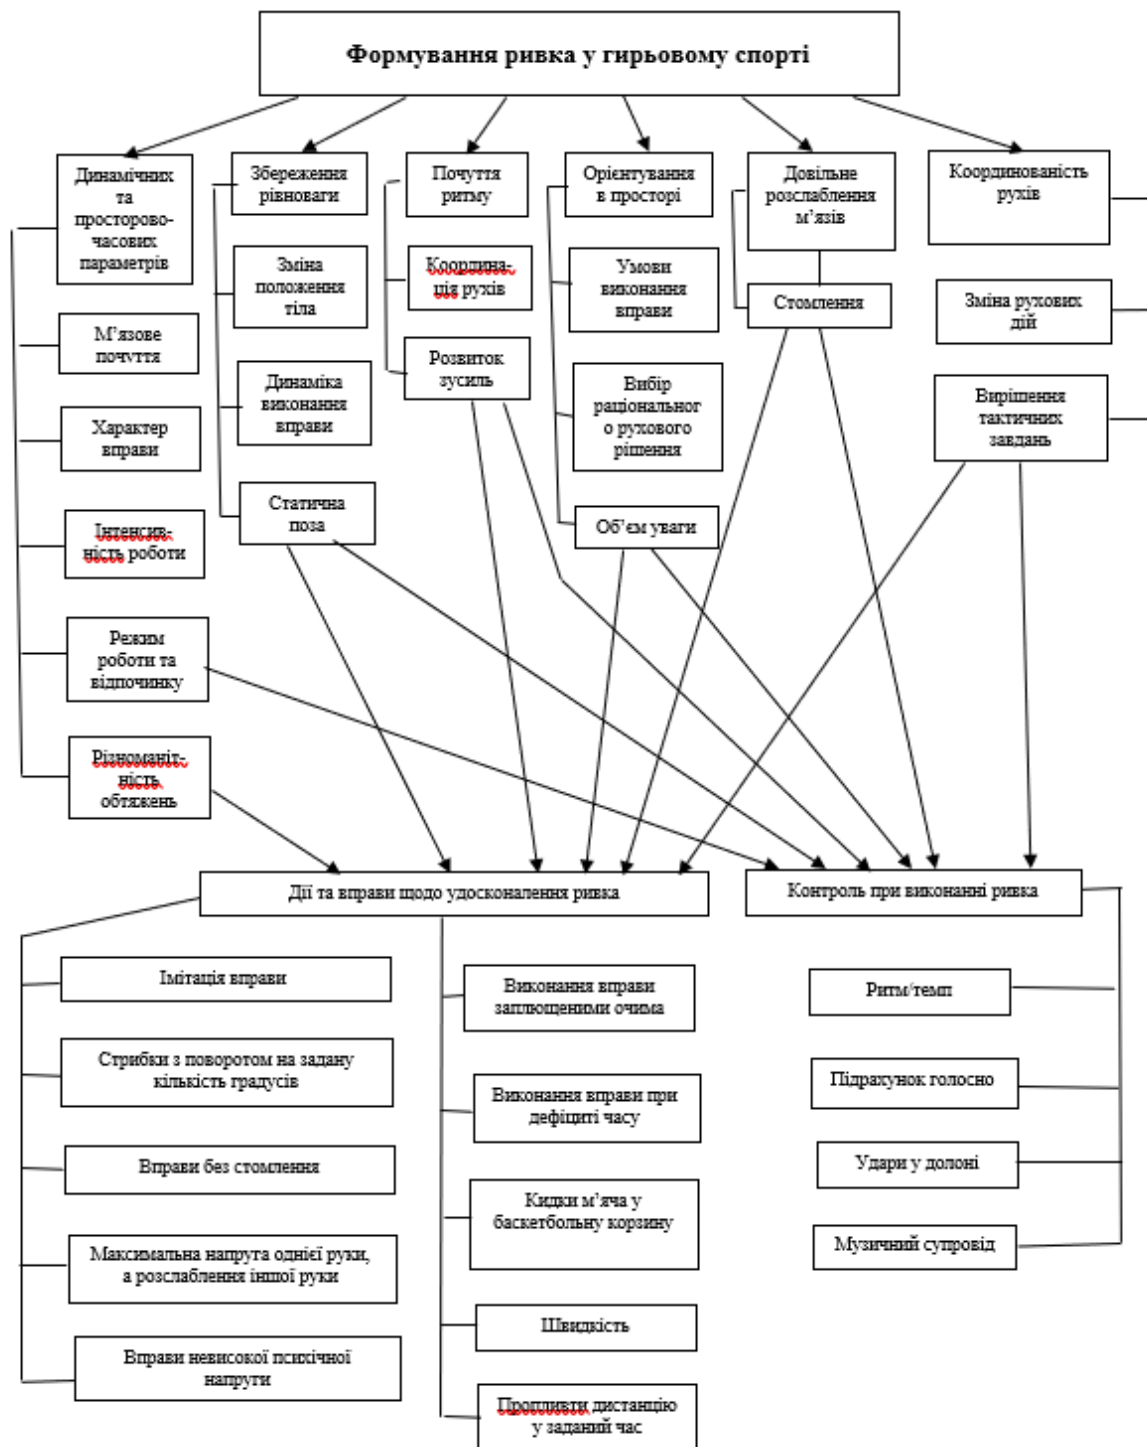 Формування ривка у гирьовому спорті
Динамічних
та
просторово-
часових
параметрів
Збереження
рівноваги
Почуття
ритму
Орієнтування
в просторі
Довільне
розслаблення
м’язів
Координованість
рухів
М’язове
почуття
Зміна
положення
тіла
Координа-
ція рухів
Умови
виконання
вправи
Стомлення
Зміна рухових
дій
Характер
вправи
Динаміка
виконання
вправи
Розвиток
зусиль
Вибір
раціональног
о рухового
рішення
Вирішення
тактичних
завдань
Інтенсив-
ність роботи
Статична
поза
Об’єм уваги
Режим
роботи та
відпочинку
Різноманіт-
ність
обтяжень
Дії та вправи щодо удосконалення ривка
Контроль при виконанні ривка
Імітація вправи
Стрибки з поворотом на задану
кількість градусів
Вправи без стомлення
Максимальна напруга однієї руки,
а розслаблення іншої руки
Вправи невисокої психічної
напруги
Виконання вправи
заплющеними очима
Виконання вправи при
дефіциті часу
Кидки м’яча у
баскетбольну корзину
Швидкість
Пропливти дистанцію
у заданий час
Ритм/темп
Підрахунок голосно
Удари у долоні
Музичний супровід